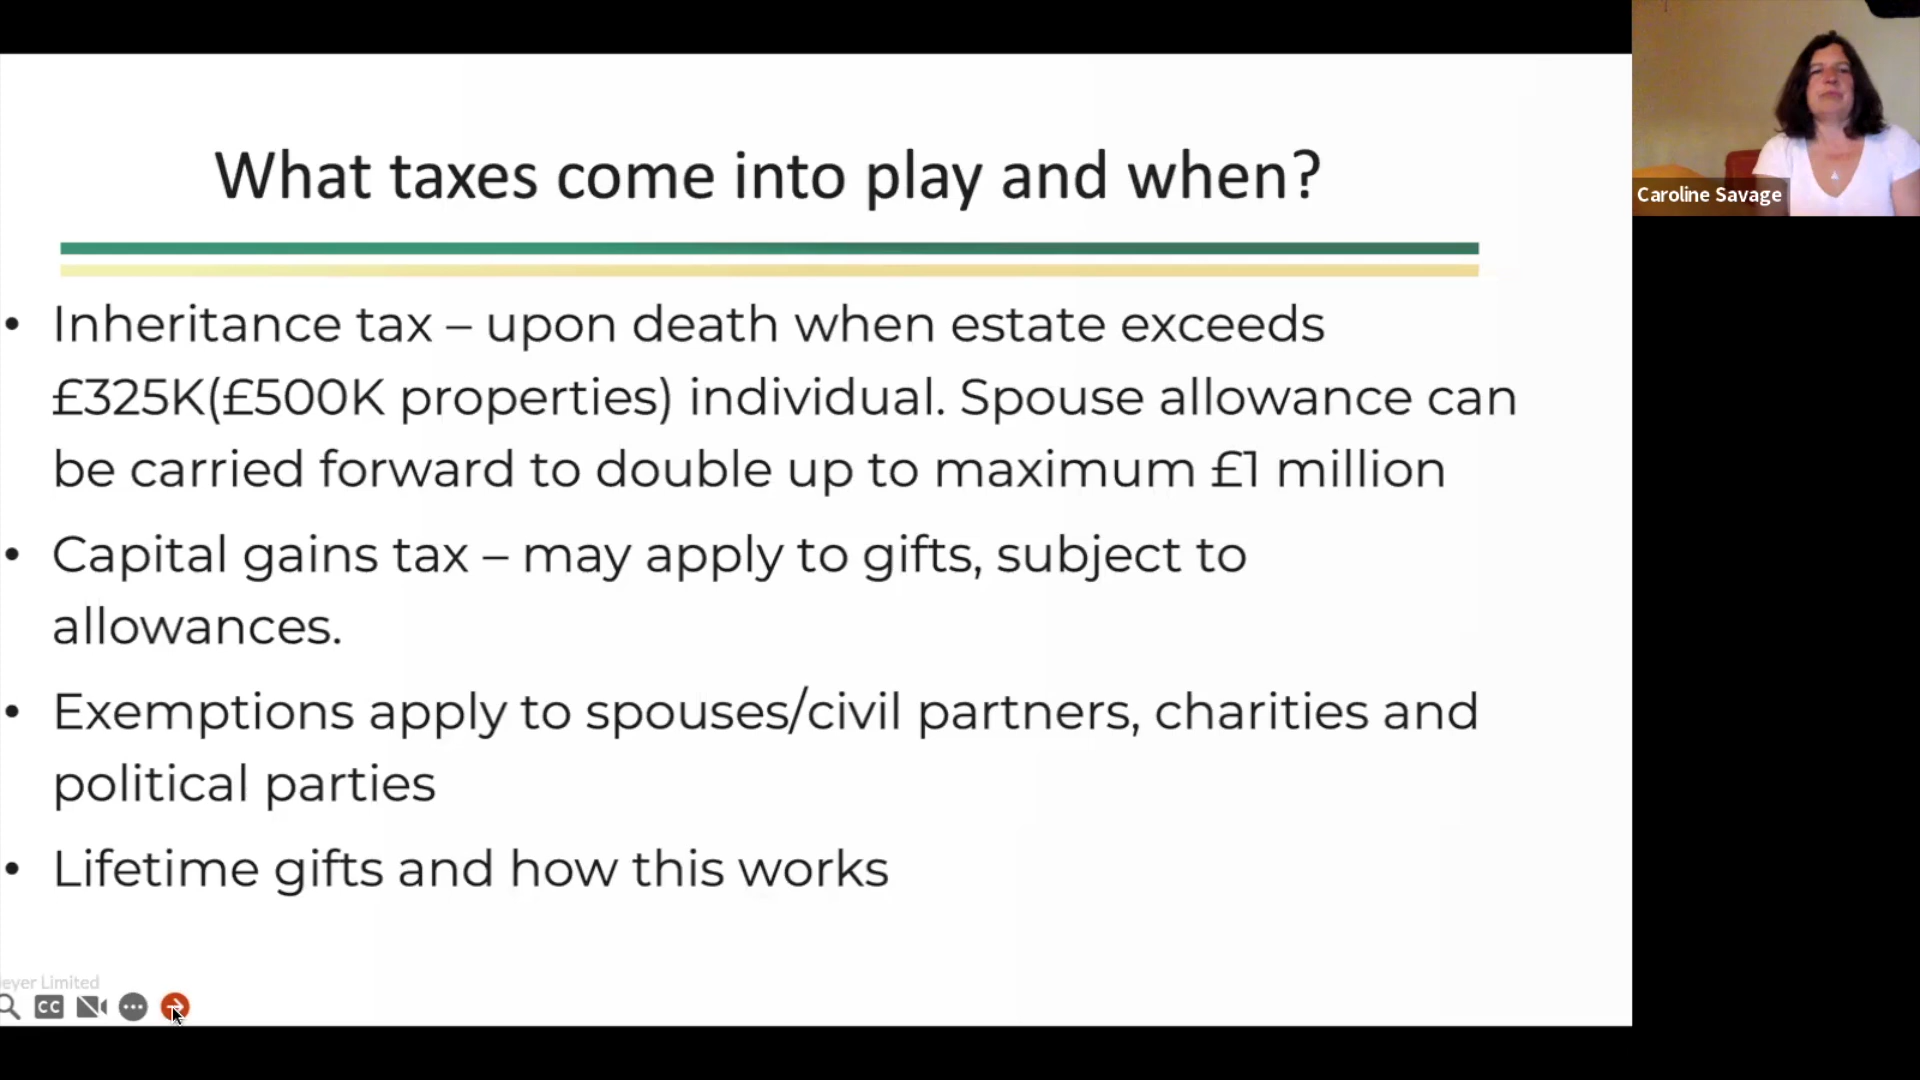 What taxes come into play and when?
• Inheritance tax – upon death when estate exceeds
£325K(£500K properties) individual. Spouse allowance can
be carried forward to double up to maximum £1 million
• Capital gains tax – may apply to gifts, subject to
allowances.
• Exemptions apply to spouses/civil partners, charities and
political parties
• Lifetime gifts and how this works
Limited
CC
Caroline Savage